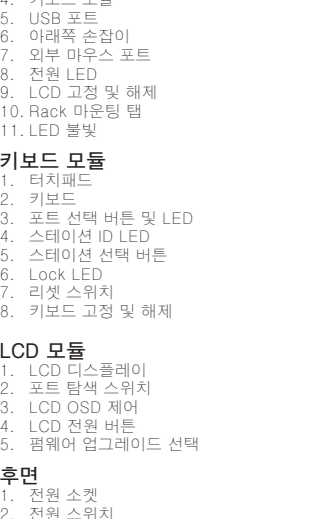 4. 키보드 모듈
5. USB 포트
6. 아래쪽 손잡이
7. 외부 마우스 포트
8. 전원 LED
9. LCD 고정 및 해제
10. Rack 마운팅 탭
11. LED 불빛
키보드 모듈
1. 터치패드
2. 키보드
3. 포트 선택 버튼 및 LED
4. 스테이션 ID LED
5. 스테이션 선택 버튼
6. Lock LED
7. 리셋 스위치
8. 키보드 고정 및 해제
LCD 모듈
1. LCD 디스플레이
2. 포트 탐색 스위치
3. LCD OSD 제어
4. LCD 전원 버튼
5. 펌웨어 업그레이드 선택
후면
1. 전원 소켓
2. 전원 스위치